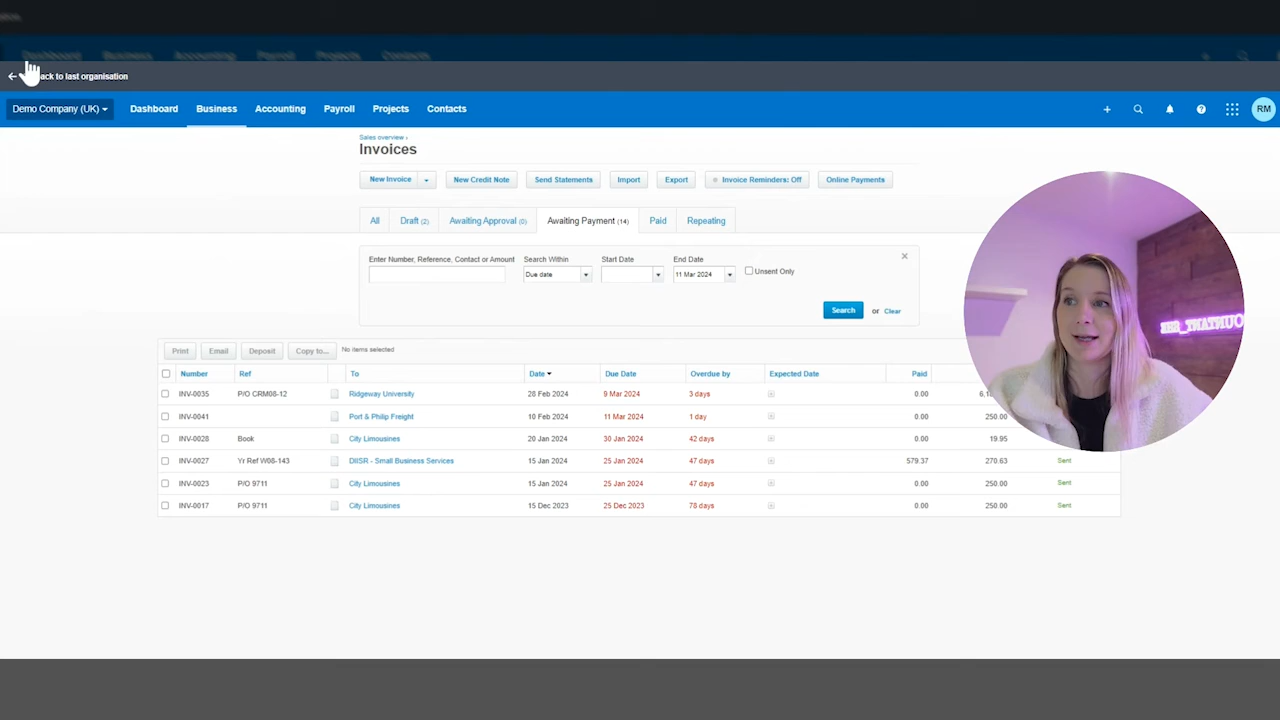 Dashboard Business Accounting Payroll Projects Contacts
back to last organisation
Demo Company (UK) Dashboard Business Accounting Payroll Projects Contacts RM
Sales overview ›
Invoices
New Invoice New Credit Note Send Statements Import Export Invoice Reminders: Off Online Payments
All Draft (2) Awaiting Approval (0) Awaiting Payment (14) Paid Repeating
Enter Number, Reference, Contact or Amount Search Within Start Date End Date
Due date 11 Mar 2024 Unsent Only
Search or Clear
Print Email Deposit Copy to... No items selected
Number Ref To Date Due Date Overdue by Expected Date Paid
INV-0035 P/O CRM08-12 Ridgeway University 28 Feb 2024 9 Mar 2024 3 days 0.00
INV-0041 Port & Philip Freight 10 Feb 2024 11 Mar 2024 1 day 0.00 250.00
INV-0028 Book City Limousines 20 Jan 2024 30 Jan 2024 42 days 0.00 19.95
INV-0027 Yr Ref W08-143 DIISR - Small Business Services 15 Jan 2024 25 Jan 2024 47 days 579.37 270.63 Sent
INV-0023 P/O 9711 City Limousines 15 Jan 2024 25 Jan 2024 47 days 0.00 250.00 Sent
INV-0017 P/O 9711 City Limousines 15 Dec 2023 25 Dec 2023 78 days 0.00 250.00 Sent